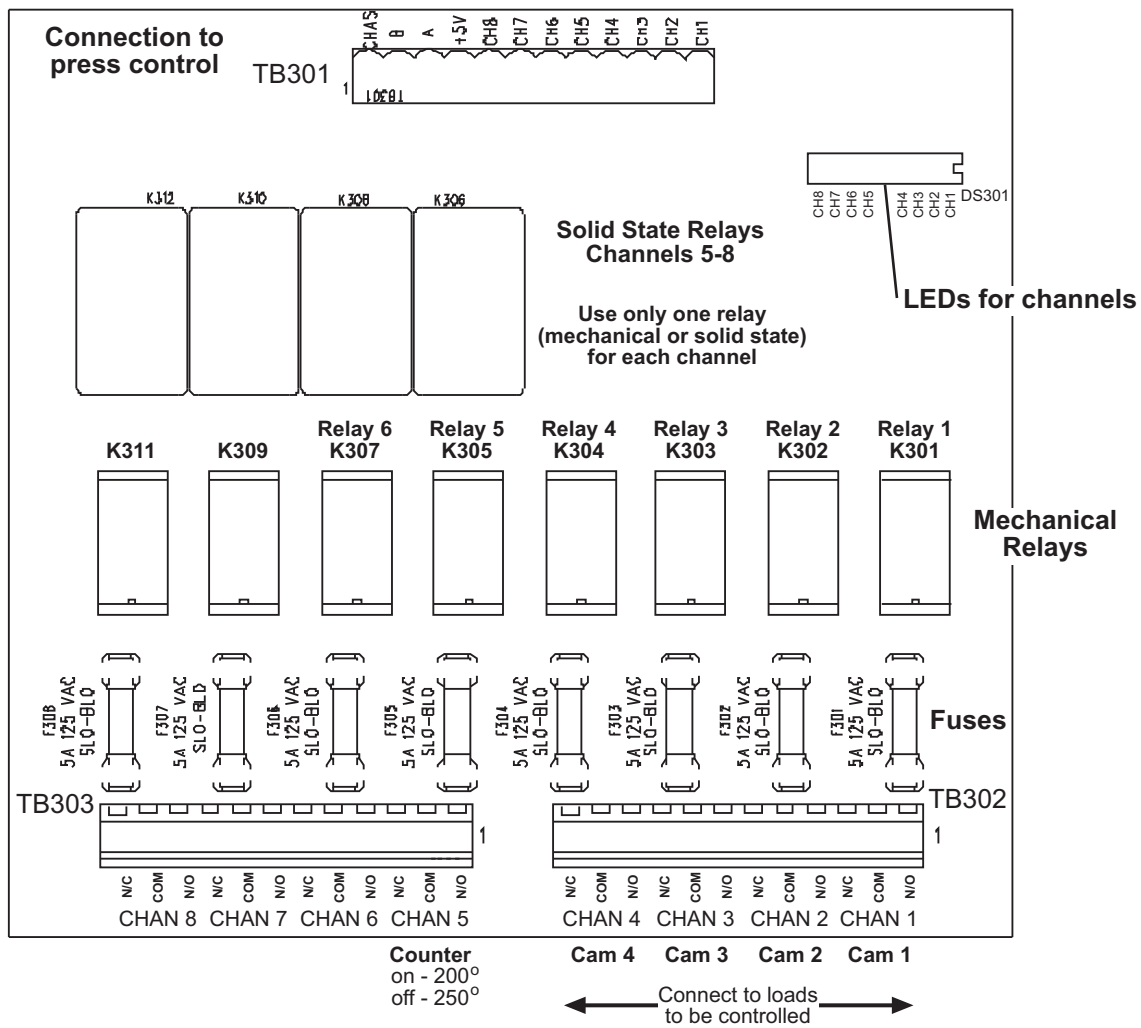 Connection to
press control
TB301
1
CHAS
B
A
+5V
CH8
CH7
CH6
CH5
CH4
CH3
CH2
CH1
TB301
CH8
CH7
CH6
CH5
CH4
CH3
CH2
CH1
DS301
LEDs for channels
K312
K310
K308
K306
Solid State Relays
Channels 5-8
Use only one relay
(mechanical or solid state)
for each channel
K311
K309
Relay 6
K307
Relay 5
K305
Relay 4
K304
Relay 3
K303
Relay 2
K302
Relay 1
K301
Mechanical
Relays
F308
5A 125 VAC
SLO-BLO
F307
5A 125 VAC
SLO-BLO
F306
5A 125 VAC
SLO-BLO
F305
5A 125 VAC
SLO-BLO
F304
5A 125 VAC
SLO-BLO
F303
5A 125 VAC
SLO-BLO
F302
5A 125 VAC
SLO-BLO
F301
5A 125 VAC
SLO-BLO
Fuses
TB303
1
TB302
1
N/C COM N/O N/C COM N/O N/C COM N/O N/C COM N/O
CHAN 8 CHAN 7 CHAN 6 CHAN 5
N/C COM N/O N/C COM N/O N/C COM N/O N/C COM N/O
CHAN 4 CHAN 3 CHAN 2 CHAN 1
Counter
on - 200°
off - 250°
Cam 4 Cam 3 Cam 2 Cam 1
Connect to loads
to be controlled